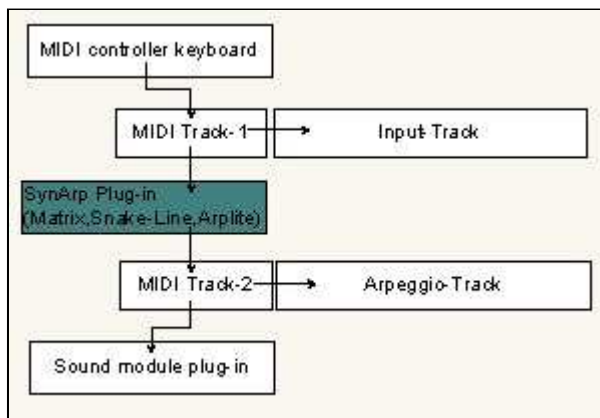 MIDI controller keyboard
MIDI Track-1
Input-Track
SynArp Plug-in
(Matrix,Snake-Line,Arplite)
MIDI Track-2
Arpeggio-Track
Sound module plug-in